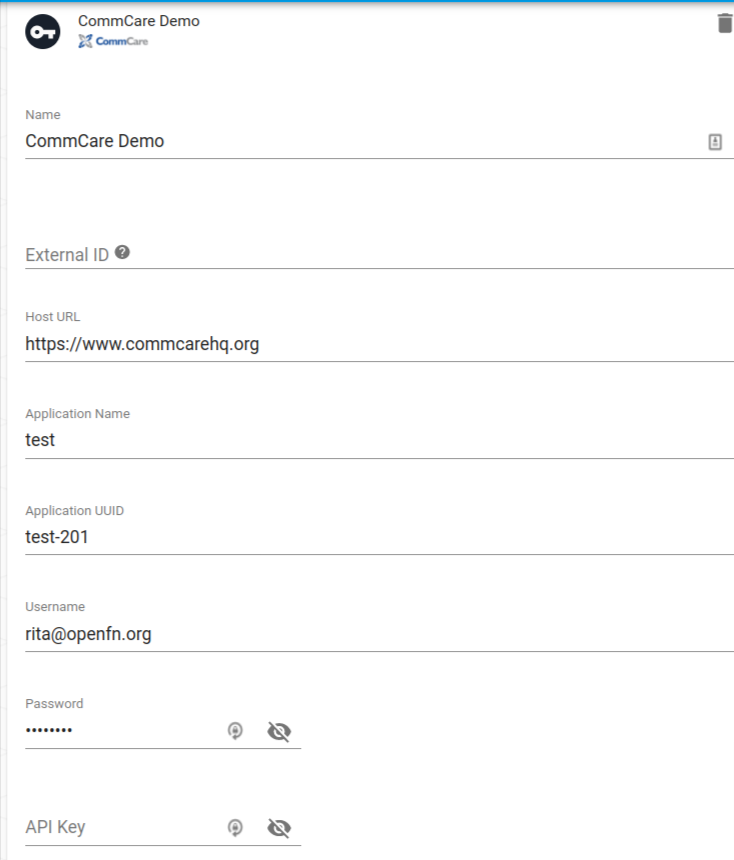 CommCare Demo
CommCare
Name
CommCare Demo
External ID ?
Host URL
https://www.commcarehq.org
Application Name
test
Application UUID
test-201
Username
rita@openfn.org
Password
••••••••
API Key